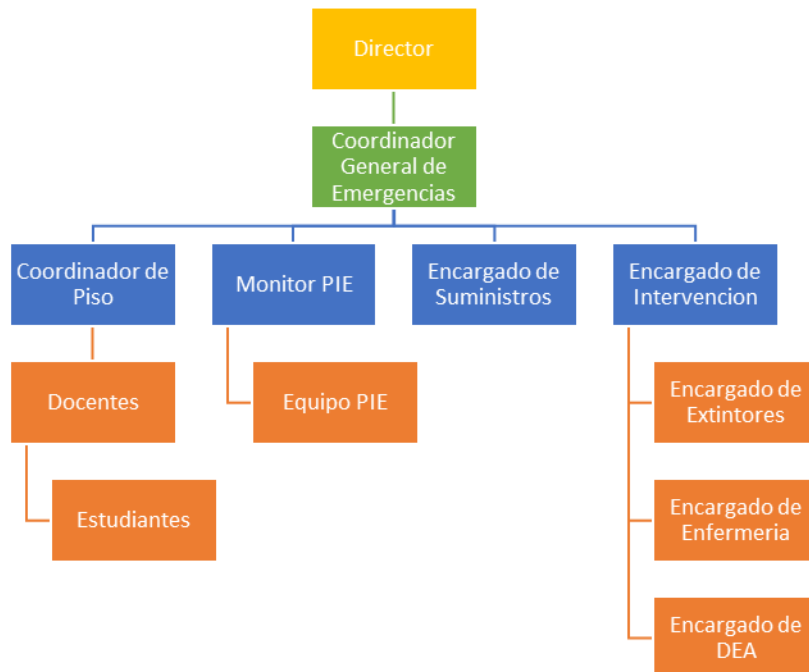 Director
Coordinador
General de
Emergencias
Coordinador de
Piso
Monitor PIE
Encargado de
Suministros
Encargado de
Intervencion
Docentes
Equipo PIE
Encargado de
Extintores
Estudiantes
Encargado de
Enfermeria
Encargado de
DEA